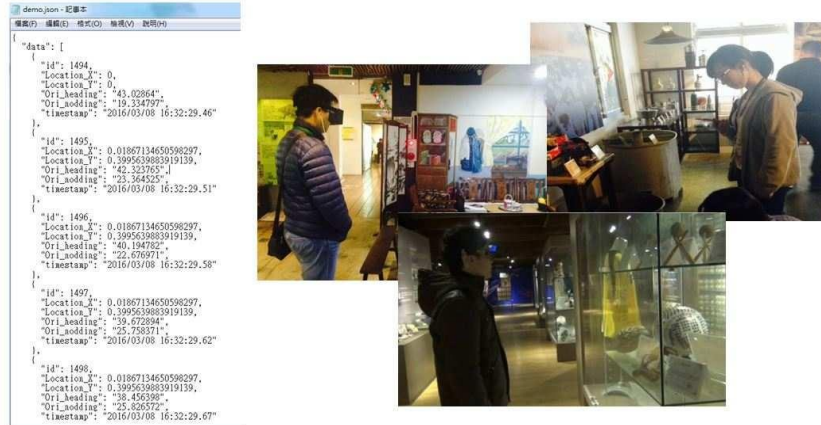 demo.json - 記事本
檔案(F) 編輯(E) 格式(O) 檢視(V) 說明(H)
{
"data": [
{
"id": 1494,
"Location_X": 0,
"Location_Y": 0,
"Ori_heading": "43.02864",
"Ori_nodding": "19.334797",
"timestamp": "2016/03/08 16:32:29.46"
},
{
"id": 1495,
"Location_X": 0.01867134650598297,
"Location_Y": 0.3995639883919139,
"Ori_heading": "42.323765",
"Ori_nodding": "23.364525",
"timestamp": "2016/03/08 16:32:29.51"
},
{
"id": 1496,
"Location_X": 0.01867134650598297,
"Location_Y": 0.3995639883919139,
"Ori_heading": "40.194782",
"Ori_nodding": "22.676971",
"timestamp": "2016/03/08 16:32:29.58"
},
{
"id": 1497,
"Location_X": 0.01867134650598297,
"Location_Y": 0.3995639883919139,
"Ori_heading": "39.672894",
"Ori_nodding": "25.758371",
"timestamp": "2016/03/08 16:32:29.62"
},
{
"id": 1498,
"Location_X": 0.01867134650598297,
"Location_Y": 0.3995639883919139,
"Ori_heading": "38.456398",
"Ori_nodding": "25.826572",
"timestamp": "2016/03/08 16:32:29.67"